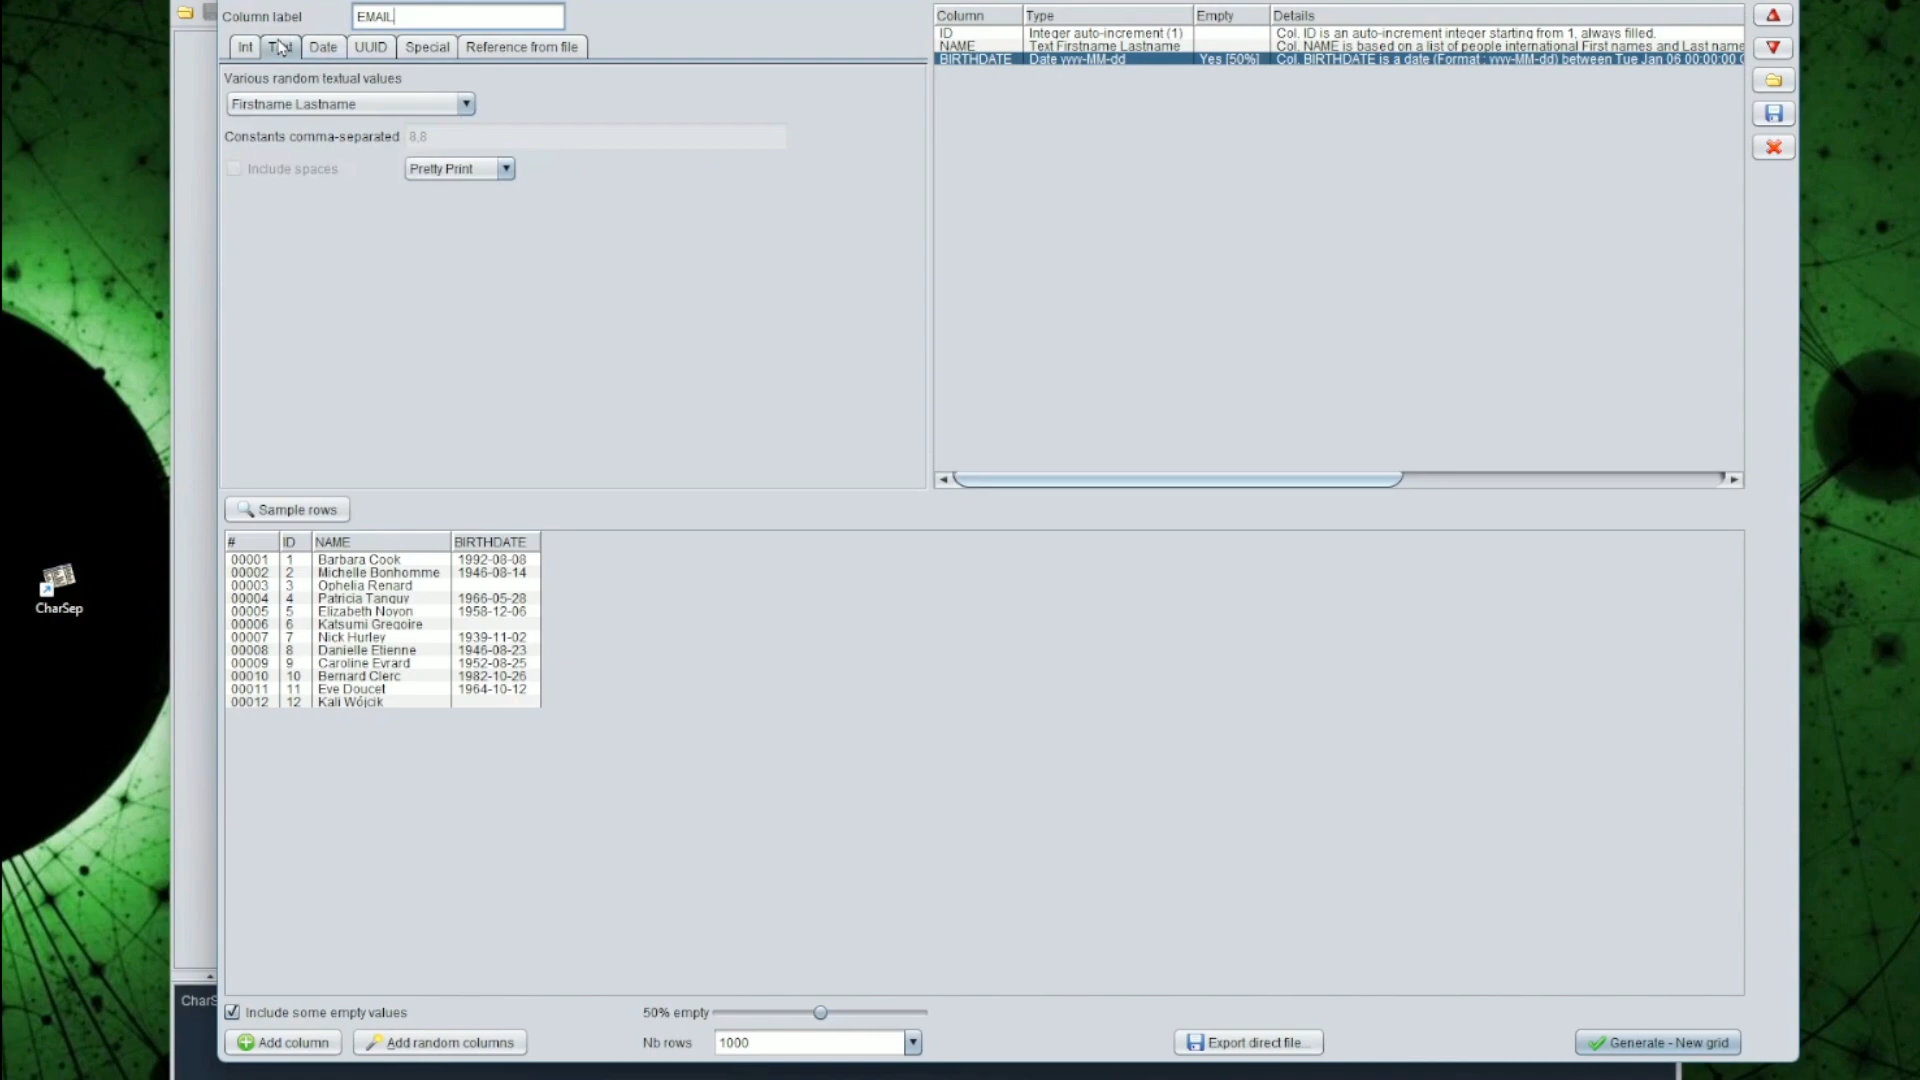 Column label EMAIL
Int Text Date UUID Special Reference from file
Various random textual values
Firstname Lastname
Constants comma-separated 8,8
Include spaces Pretty Print
Column Type Empty Details
ID Integer auto-increment (1) Col. ID is an auto-increment integer starting from 1, always filled.
NAME Text Firstname Lastname Col. NAME is based on a list of people international First names and Last name
BIRTHDATE Date yyyy-MM-dd Yes [50%] Col. BIRTHDATE is a date (Format : yyyy-MM-dd) between Tue Jan 06 00:00:00
Sample rows
# ID NAME BIRTHDATE
00001 1 Barbara Cook 1992-08-08
00002 2 Michelle Bonhomme 1946-08-14
00003 3 Ophelia Renard
00004 4 Patricia Tanguy 1966-05-28
00005 5 Elizabeth Noyon 1958-12-06
00006 6 Katsumi Gregoire
00007 7 Nick Hurley 1939-11-02
00008 8 Danielle Etienne 1946-08-23
00009 9 Caroline Evrard 1952-08-25
00010 10 Bernard Clerc 1982-10-26
00011 11 Eve Doucet 1964-10-12
00012 12 Kali Wójcik
CharSep
CharS
Include some empty values 50% empty
Add column Add random columns Nb rows 1000 Export direct file... Generate - New grid